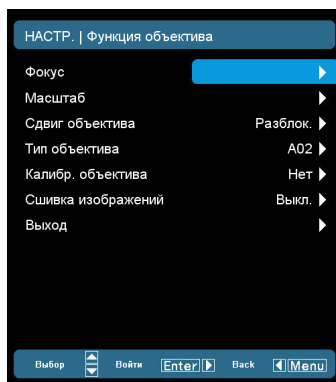 НАСТР. | Функция объектива
Фокус
Масштаб
Сдвиг объектива Разблок.
Тип объектива A02
Калибр. объектива Нет
Сшивка изображений Выкл.
Выход
Выбор Войти Enter Back Menu